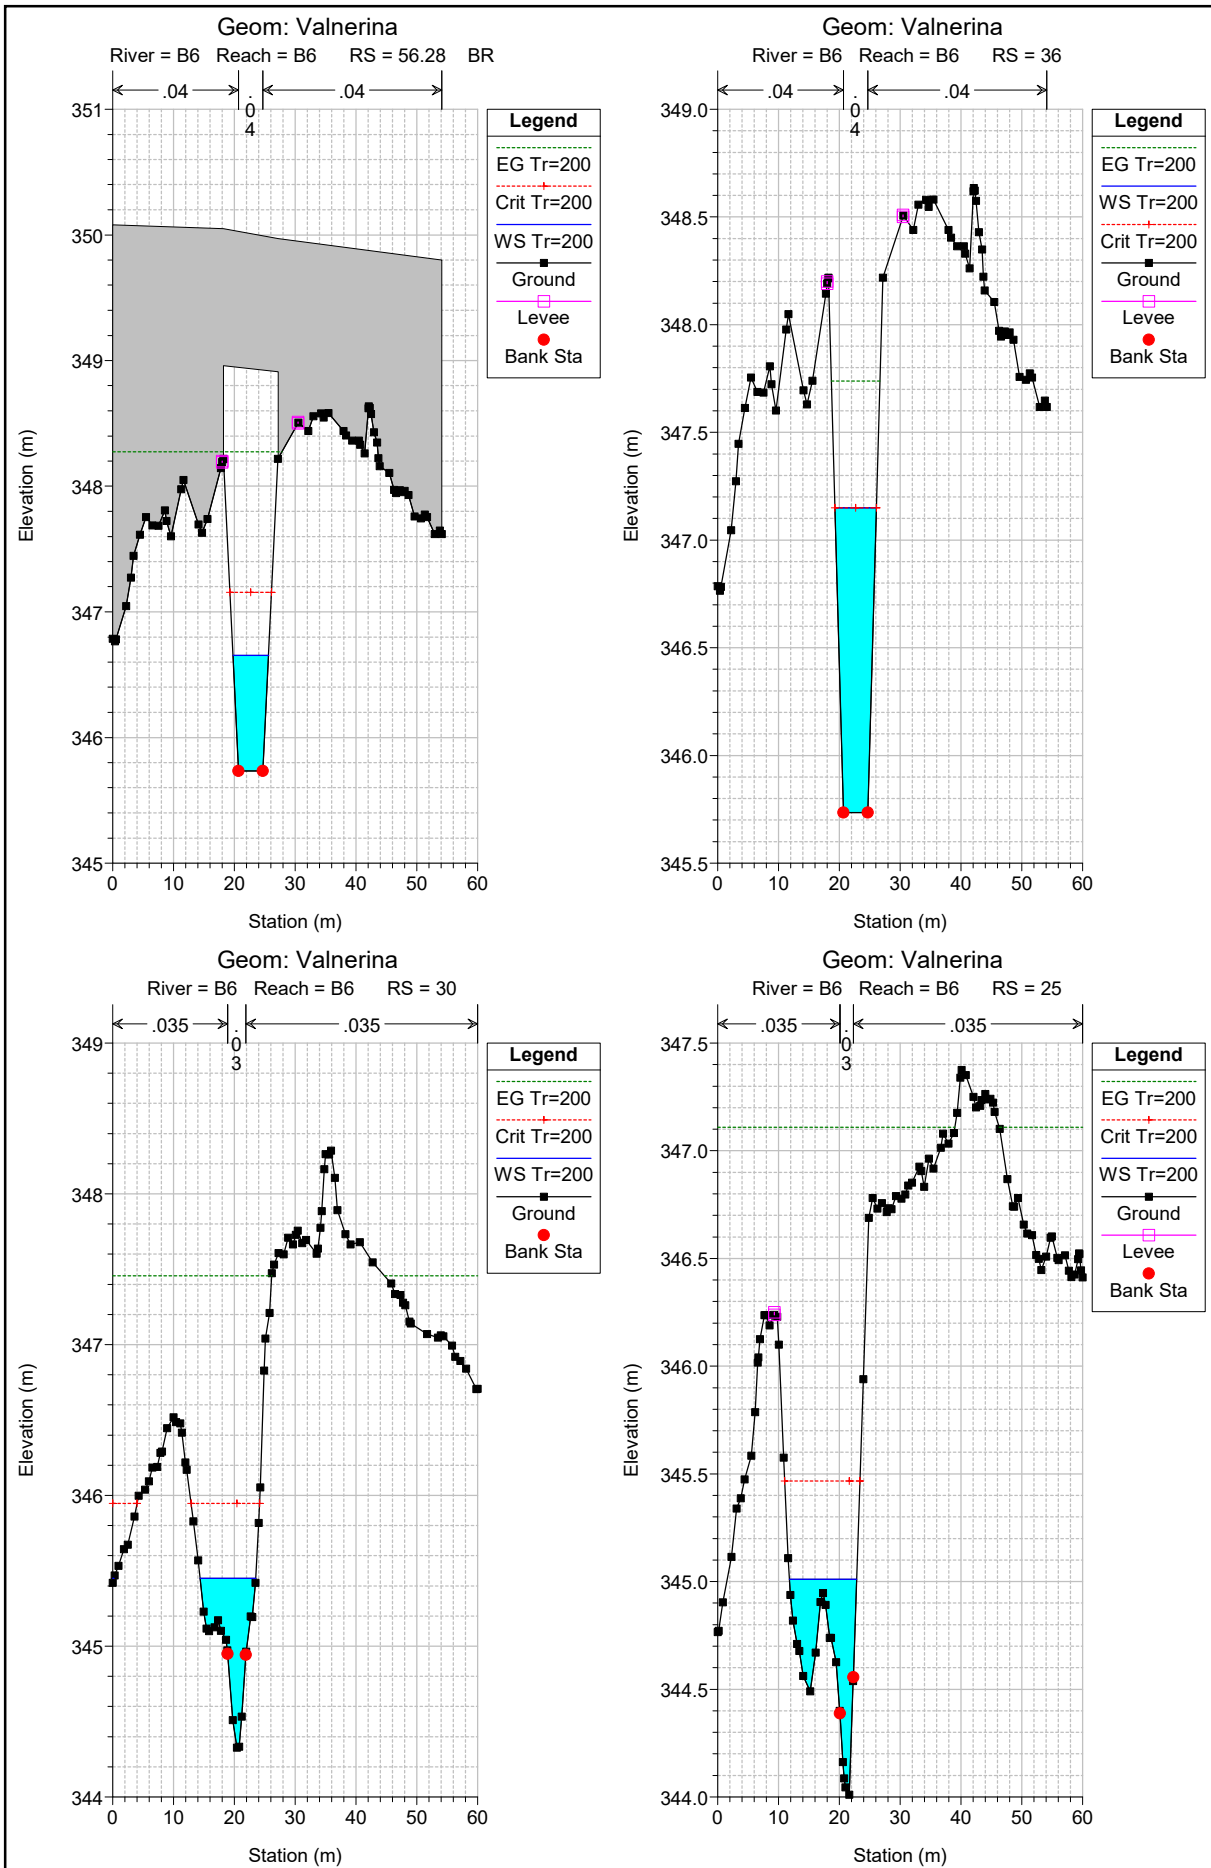 Geom: Valnerina
River = B6 Reach = B6 RS = 56.28 BR
.04
.04
.04
351
350
349
348
347
346
345
0 10 20 30 40 50 60
Elevation (m)
Station (m)
Legend
EG Tr=200
Crit Tr=200
WS Tr=200
Ground
Levee
Bank Sta
Geom: Valnerina
River = B6 Reach = B6 RS = 36
.04
.04
.04
349.0
348.5
348.0
347.5
347.0
346.5
346.0
345.5
0 10 20 30 40 50 60
Elevation (m)
Station (m)
Legend
EG Tr=200
WS Tr=200
Crit Tr=200
Ground
Levee
Bank Sta
Geom: Valnerina
River = B6 Reach = B6 RS = 30
.035
.03
.035
349
348
347
346
345
344
0 10 20 30 40 50 60
Elevation (m)
Station (m)
Legend
EG Tr=200
Crit Tr=200
WS Tr=200
Ground
Bank Sta
Geom: Valnerina
River = B6 Reach = B6 RS = 25
.035
.03
.035
347.5
347.0
346.5
346.0
345.5
345.0
344.5
344.0
0 10 20 30 40 50 60
Elevation (m)
Station (m)
Legend
EG Tr=200
Crit Tr=200
WS Tr=200
Ground
Levee
Bank Sta